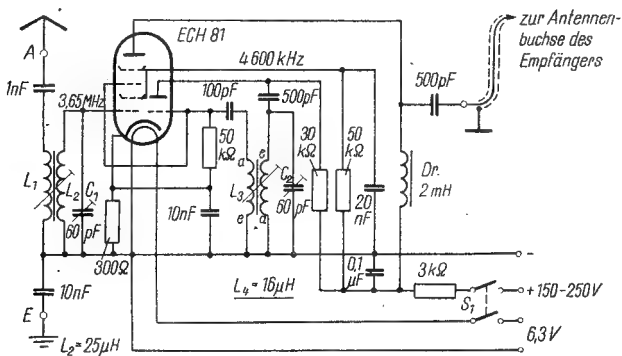 A
1nF
3,65MHz
L₁
L₂
C₁
60
pF
300Ω
10nF
E
L₂ = 25µH
ECH 81
4 600 kHz
100pF
500pF
50
kΩ
10nF
a
e
L₃
e
a
C₂
60
pF
30
kΩ
50
kΩ
20
nF
0,1
µF
L₄ = 16µH
3kΩ
S₁
Dr.
2 mH
500pF
zur Antennen-
buchse des
Empfängers
–
+150-250V
6,3V